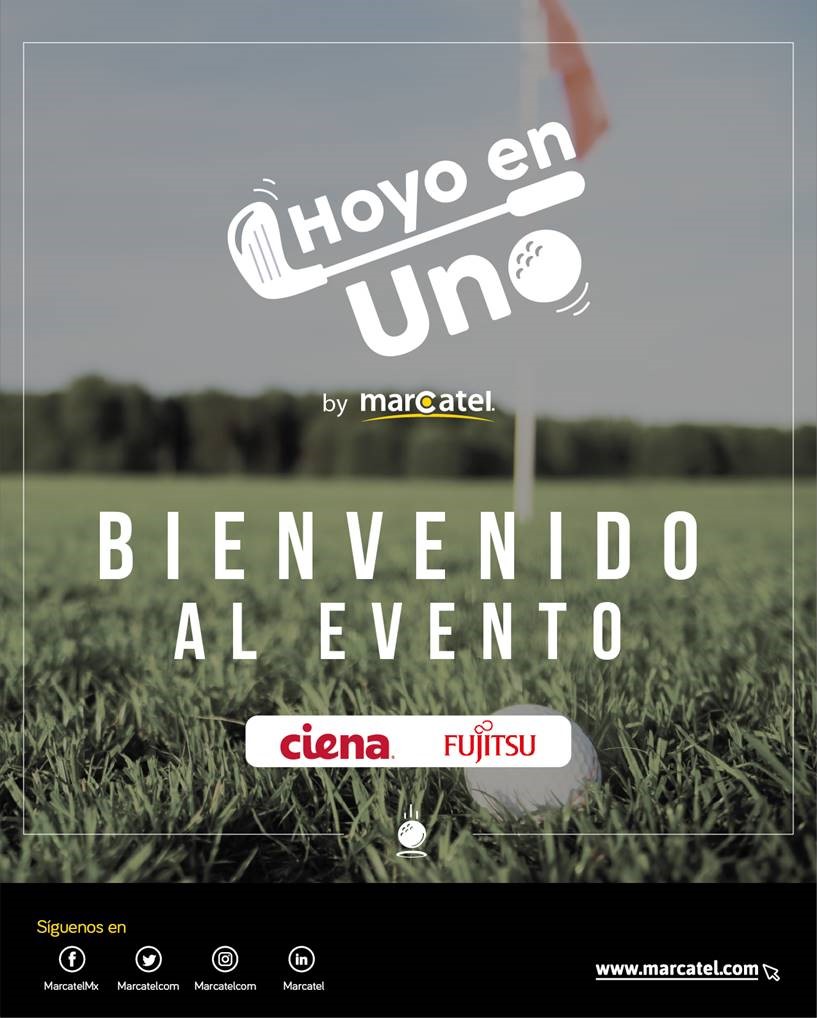 Hoyo en
Uno
by marcatel.
BIENVENIDO
AL EVENTO
ciena.
FUJITSU
Síguenos en
MarcatelMx
Marcatelcom
Marcatelcom
Marcatel
www.marcatel.com